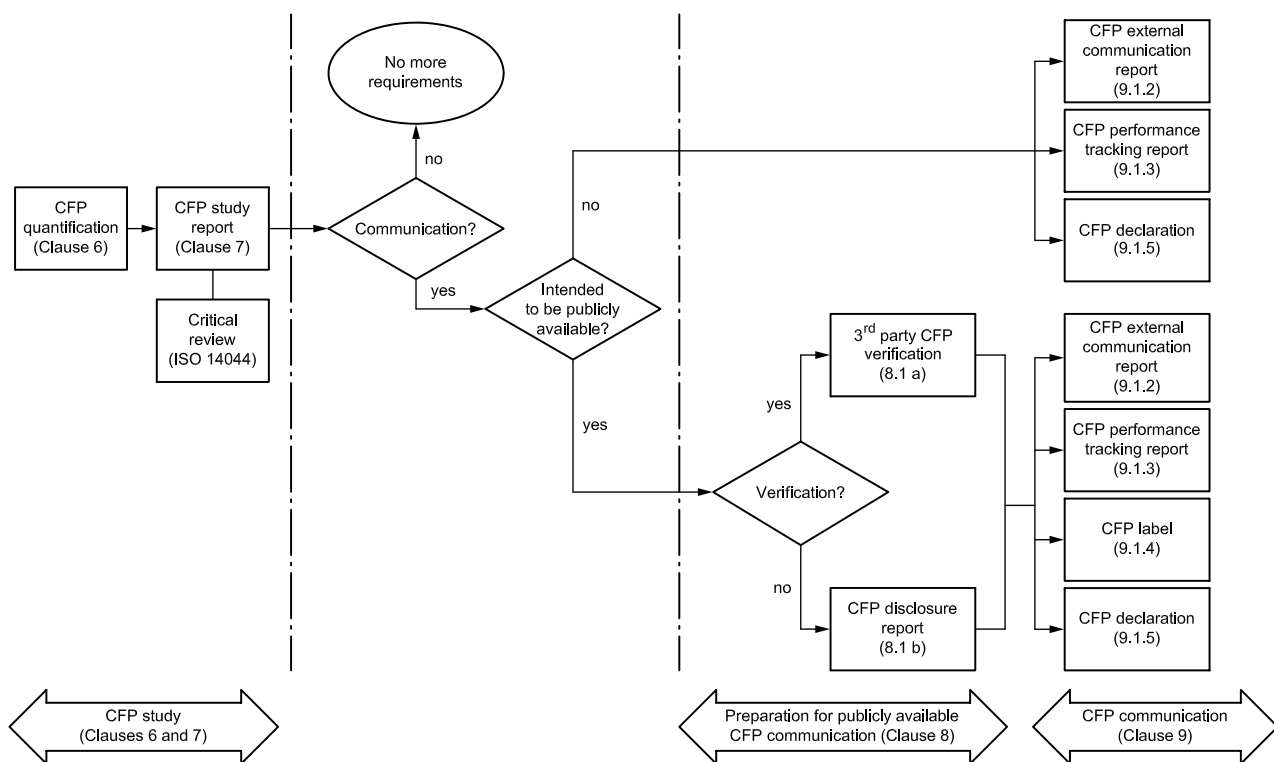 CFP
quantification
(Clause 6)
CFP study
report
(Clause 7)
Critical
review
(ISO 14044)
No more
requirements
no
Communication?
yes
Intended
to be publicly
available?
no
yes
Verification?
yes
3rd party CFP
verification
(8.1 a)
no
CFP disclosure
report
(8.1 b)
CFP external
communication
report
(9.1.2)
CFP performance
tracking report
(9.1.3)
CFP declaration
(9.1.5)
CFP external
communication
report
(9.1.2)
CFP performance
tracking report
(9.1.3)
CFP label
(9.1.4)
CFP declaration
(9.1.5)
CFP study
(Clauses 6 and 7)
Preparation for publicly available
CFP communication (Clause 8)
CFP communication
(Clause 9)